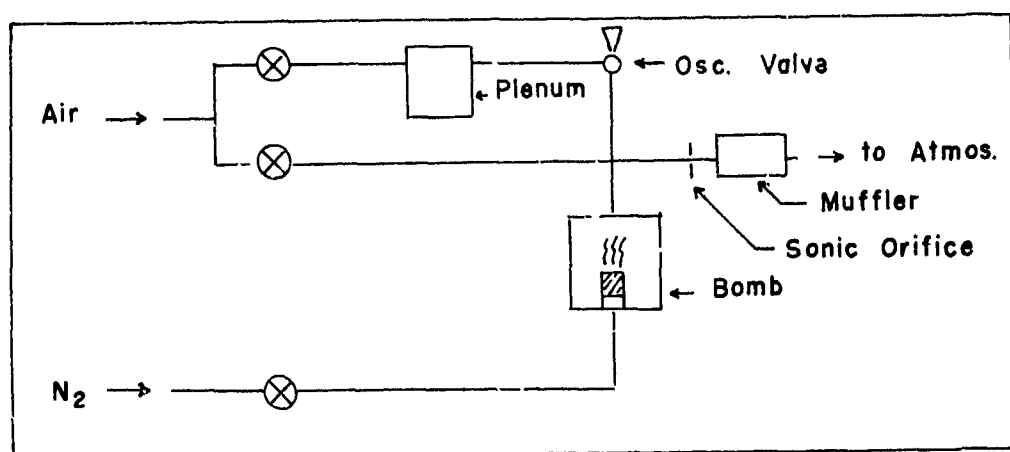 Osc. Valva
Plenum
Air
to Atmos.
Muffler
Sonic Orifice
Bomb
N2